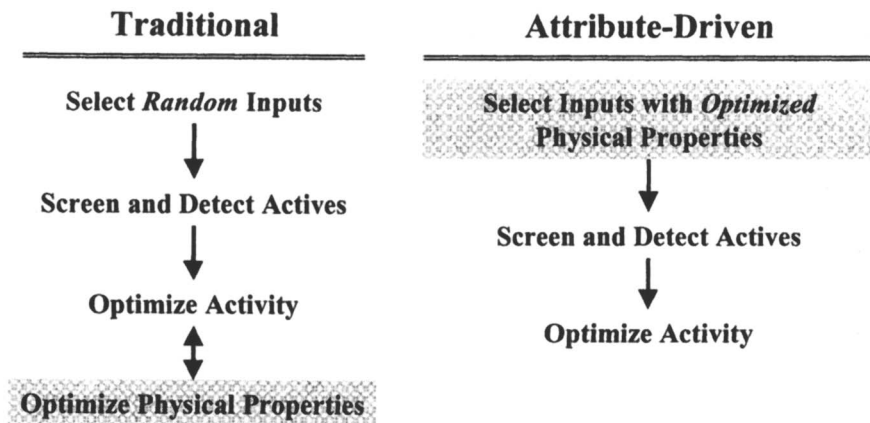 Traditional
Select Random Inputs
Screen and Detect Actives
Optimize Activity
Optimize Physical Properties
Attribute-Driven
Select Inputs with Optimized
Physical Properties
Screen and Detect Actives
Optimize Activity